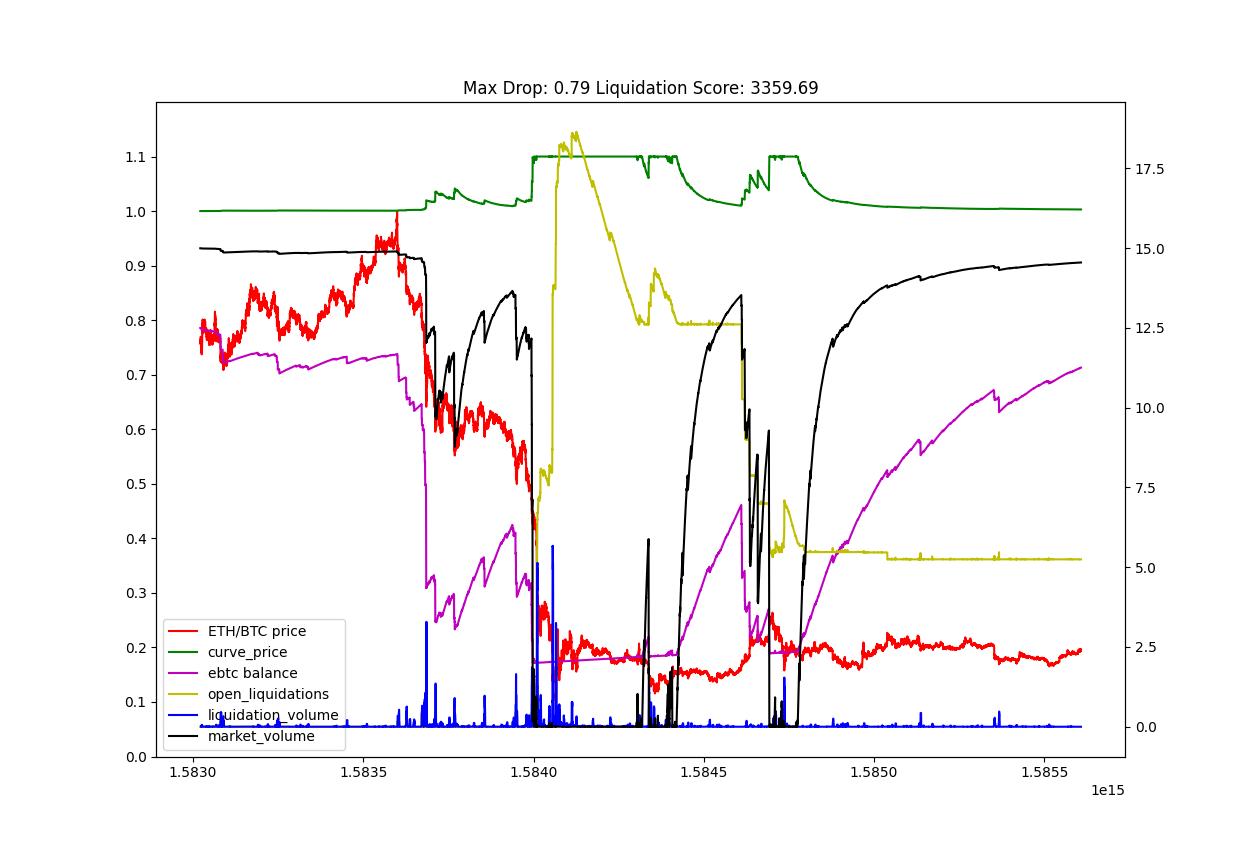 Max Drop: 0.79 Liquidation Score: 3359.69
1.1
1.0
0.9
0.8
0.7
0.6
0.5
0.4
0.3
0.2
0.1
0.0
17.5
15.0
12.5
10.0
7.5
5.0
2.5
0.0
ETH/BTC price
curve_price
ebtc balance
open_liquidations
liquidation_volume
market_volume
1.5830 1.5835 1.5840 1.5845 1.5850 1.5855
1e15